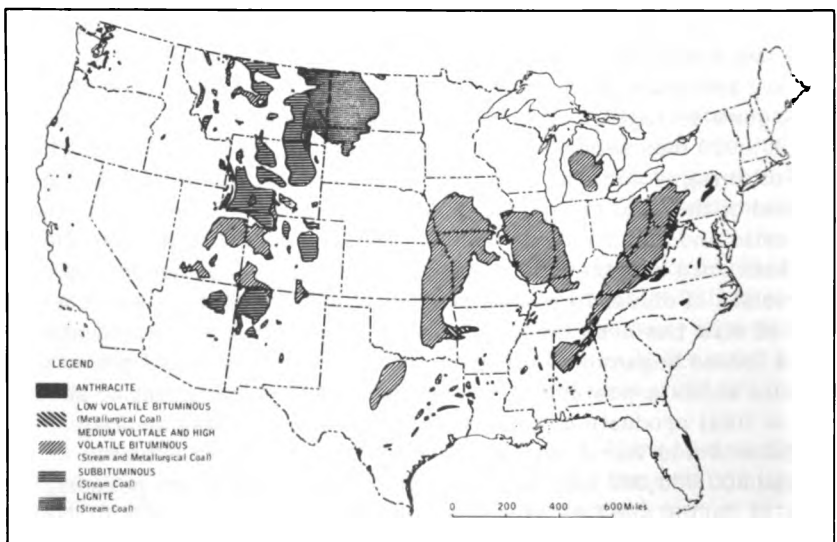 LEGEND
ANTHRACITE
LOW VOLATILE BITUMINOUS
(Metallurgical Coal)
MEDIUM VOLITALE AND HIGH
VOLATILE BITUMINOUS
(Stream and Metallurgical Coal)
SUBBITUMINOUS
(Stream Coal)
LIGNITE
(Stream Coal)
0 200 400 600 Miles